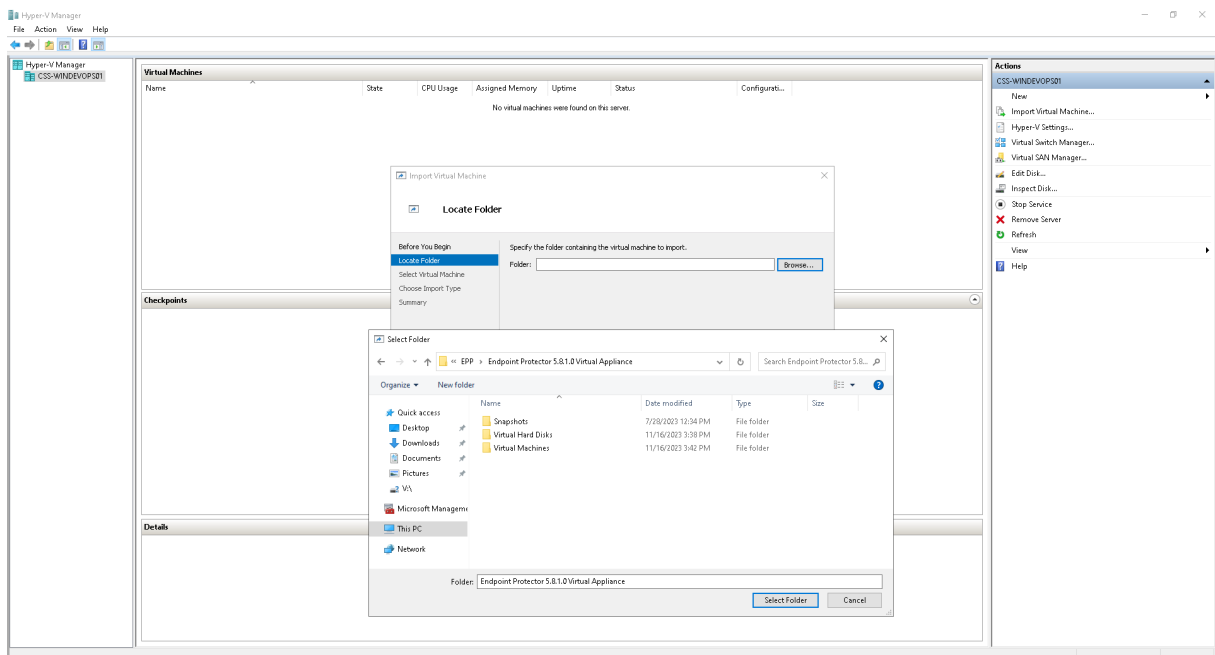 Hyper-V Manager
File Action View Help
Hyper-V Manager
CSS-WINDEVOPS01
Virtual Machines
Name State CPU Usage Assigned Memory Uptime Status Configurati...
No virtual machines were found on this server.
Import Virtual Machine
Locate Folder
Before You Begin
Locate Folder
Select Virtual Machine
Choose Import Type
Summary
Specify the folder containing the virtual machine to import.
Folder: Browse...
Checkpoints
Select Folder
« EPP > Endpoint Protector 5.8.1.0 Virtual Appliance
Search Endpoint Protector 5.8...
Organize New folder
Quick access
Desktop
Downloads
Documents
Pictures
V:\
Microsoft Manageme
This PC
Network
Name Date modified Type Size
Snapshots 7/28/2023 12:34 PM File folder
Virtual Hard Disks 11/16/2023 3:38 PM File folder
Virtual Machines 11/16/2023 3:42 PM File folder
Folder: Endpoint Protector 5.8.1.0 Virtual Appliance
Select Folder Cancel
Details
Actions
CSS-WINDEVOPS01
New
Import Virtual Machine...
Hyper-V Settings...
Virtual Switch Manager...
Virtual SAN Manager...
Edit Disk...
Inspect Disk...
Stop Service
Remove Server
Refresh
View
Help